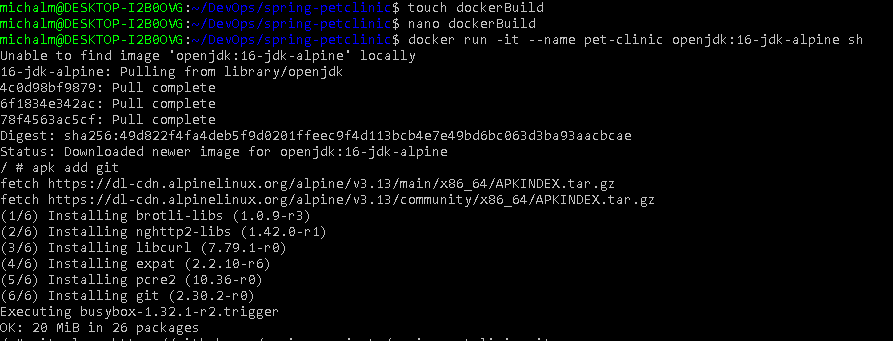 michalm@DESKTOP-I2B0OVG:~/DevOps/spring-petclinic$ touch dockerBuild
michalm@DESKTOP-I2B0OVG:~/DevOps/spring-petclinic$ nano dockerBuild
michalm@DESKTOP-I2B0OVG:~/DevOps/spring-petclinic$ docker run -it --name pet-clinic openjdk:16-jdk-alpine sh
Unable to find image 'openjdk:16-jdk-alpine' locally
16-jdk-alpine: Pulling from library/openjdk
4c0d98bf9879: Pull complete
6f1834e342ac: Pull complete
78f4563ac5cf: Pull complete
Digest: sha256:49d822f4fa4deb5f9d0201ffeec9f4d113bcb4e7e49bd6bc063d3ba93aacbcae
Status: Downloaded newer image for openjdk:16-jdk-alpine
/ # apk add git
fetch https://dl-cdn.alpinelinux.org/alpine/v3.13/main/x86_64/APKINDEX.tar.gz
fetch https://dl-cdn.alpinelinux.org/alpine/v3.13/community/x86_64/APKINDEX.tar.gz
(1/6) Installing brotli-libs (1.0.9-r3)
(2/6) Installing nghttp2-libs (1.42.0-r1)
(3/6) Installing libcurl (7.79.1-r0)
(4/6) Installing expat (2.2.10-r6)
(5/6) Installing pcre2 (10.36-r0)
(6/6) Installing git (2.30.2-r0)
Executing busybox-1.32.1-r2.trigger
OK: 20 MiB in 26 packages